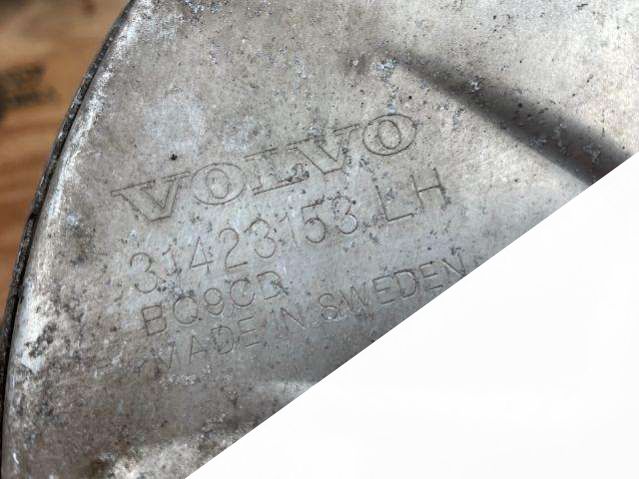 VOLVO
31423153 LH
BC9CD
MADE IN SWEDEN